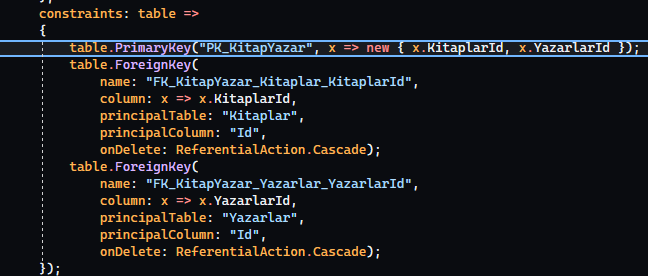 constraints: table =>
{
table.PrimaryKey("PK_KitapYazar", x => new { x.KitaplarId, x.YazarlarId });
table.ForeignKey(
name: "FK_KitapYazar_Kitaplar_KitaplarId",
column: x => x.KitaplarId,
principalTable: "Kitaplar",
principalColumn: "Id",
onDelete: ReferentialAction.Cascade);
table.ForeignKey(
name: "FK_KitapYazar_Yazarlar_YazarlarId",
column: x => x.YazarlarId,
principalTable: "Yazarlar",
principalColumn: "Id",
onDelete: ReferentialAction.Cascade);
});